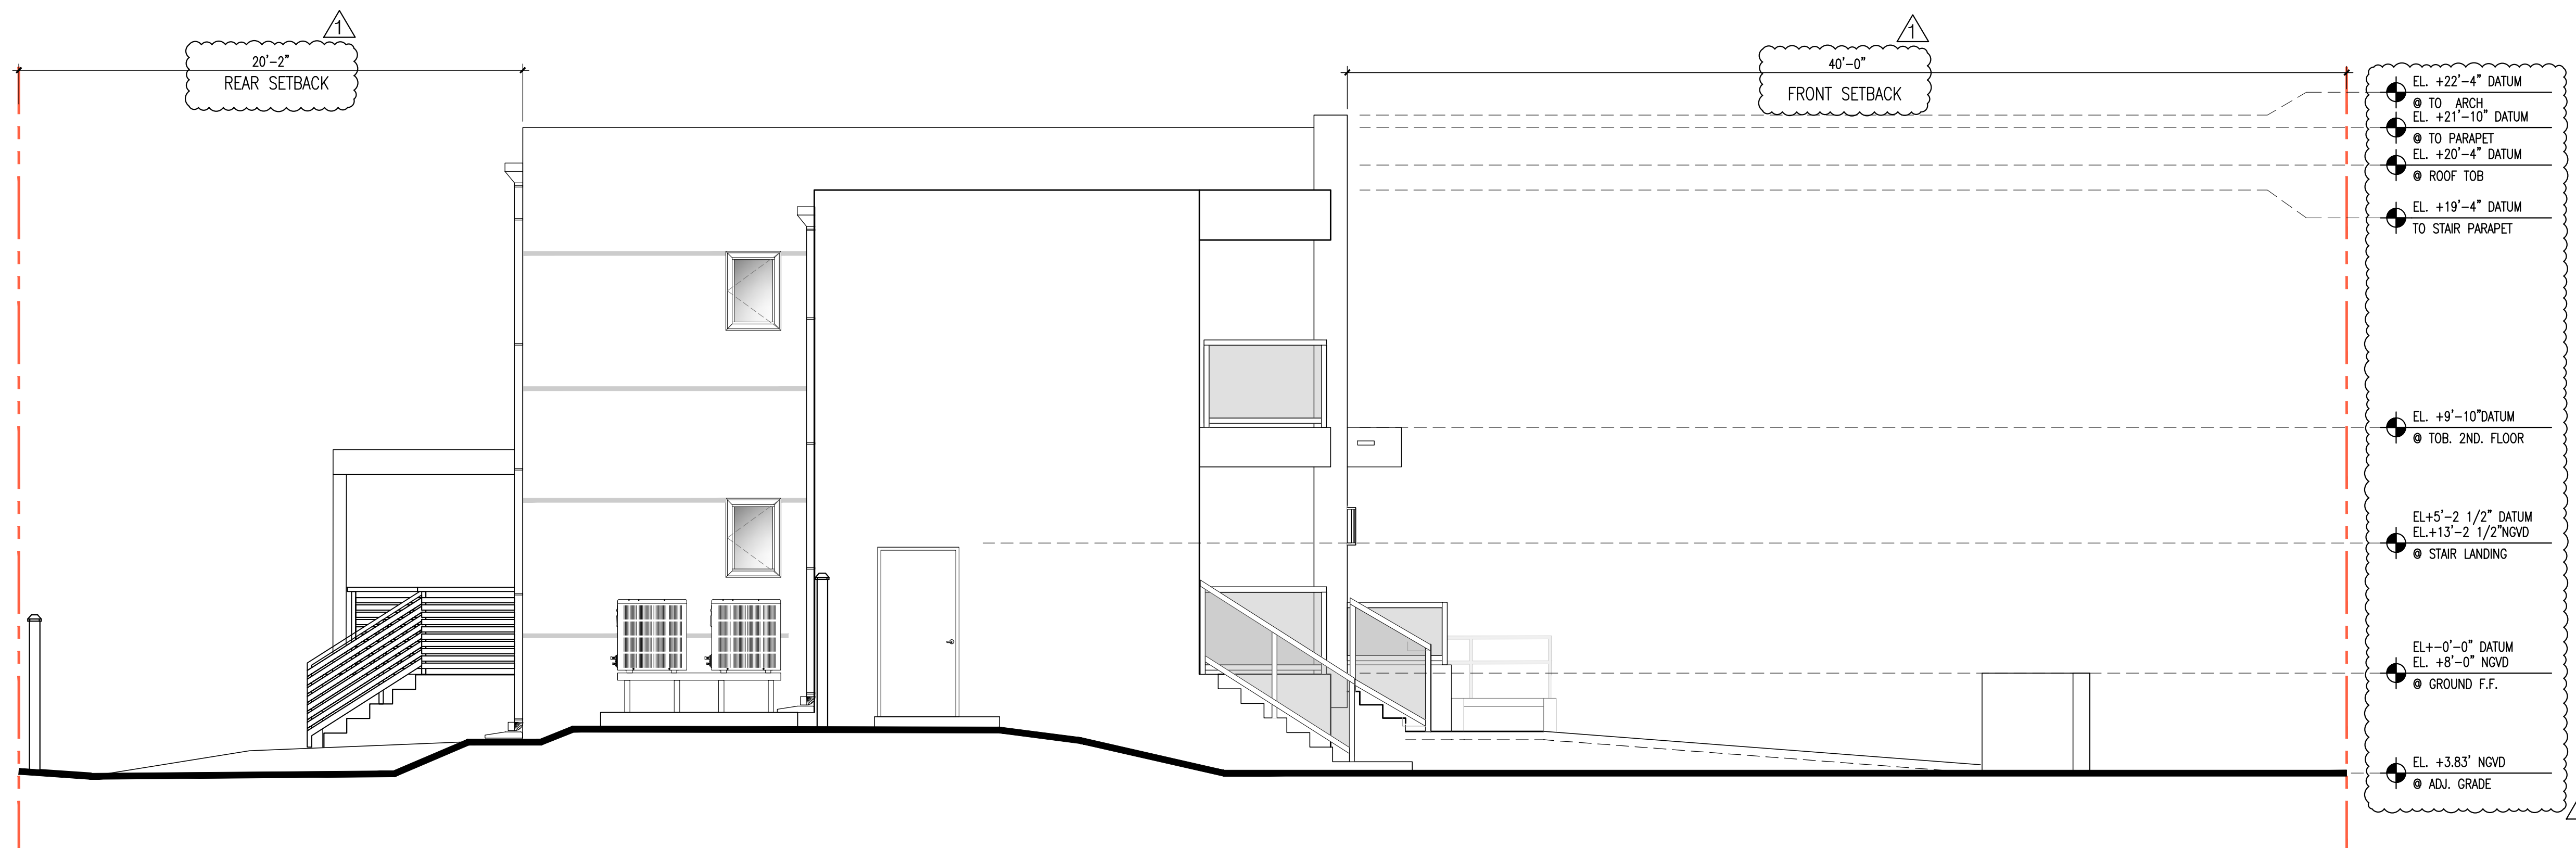 1
20'-2"
REAR SETBACK
1
40'-0"
FRONT SETBACK
EL. +22'-4" DATUM
@ TO ARCH
EL. +21'-10" DATUM
@ TO PARAPET
EL. +20'-4" DATUM
@ ROOF TOB
EL. +19'-4" DATUM
TO STAIR PARAPET
EL. +9'-10"DATUM
@ TOB. 2ND. FLOOR
EL+5'-2 1/2" DATUM
EL.+13'-2 1/2"NGVD
@ STAIR LANDING
EL+-0'-0" DATUM
EL. +8'-0" NGVD
@ GROUND F.F.
EL. +3.83' NGVD
@ ADJ. GRADE